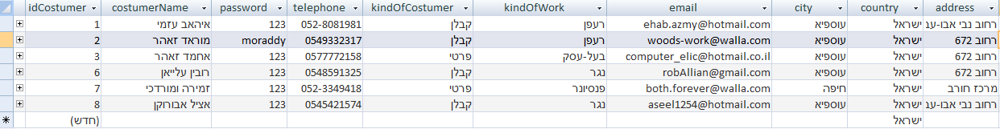 idCostumer costumerName password telephone kindOfCostumer kindOfWork email city country address
1 איהאב עזמי 123 052-8081981 קבלן רעפן ehab.azmy@hotmail.com עוספיא ישראל רחוב נבי אבו-ענ
2 מוראד זאהר moraddy 0549332317 קבלן רעפן woods-work@walla.com עוספיא ישראל רחוב 672
3 אחמד זאהר 123 0577772158 פרטי בעל-עסק computer_elic@hotmail.co.il עוספיא ישראל רחוב 672
6 רובין עלייאן 123 0548591325 קבלן נגר robAllian@gmail.com עוספיא ישראל רחוב 672
7 זמירה ומורדכי 123 052-3349418 פרטי פנסיונר both.forever@walla.com חיפה ישראל מרכז חורב
8 אציל אבורוקן 123 0545421574 קבלן נגר aseel1254@hotmail.com עוספיא ישראל רחוב נבי אבו-ענ
(חדש) ישראל